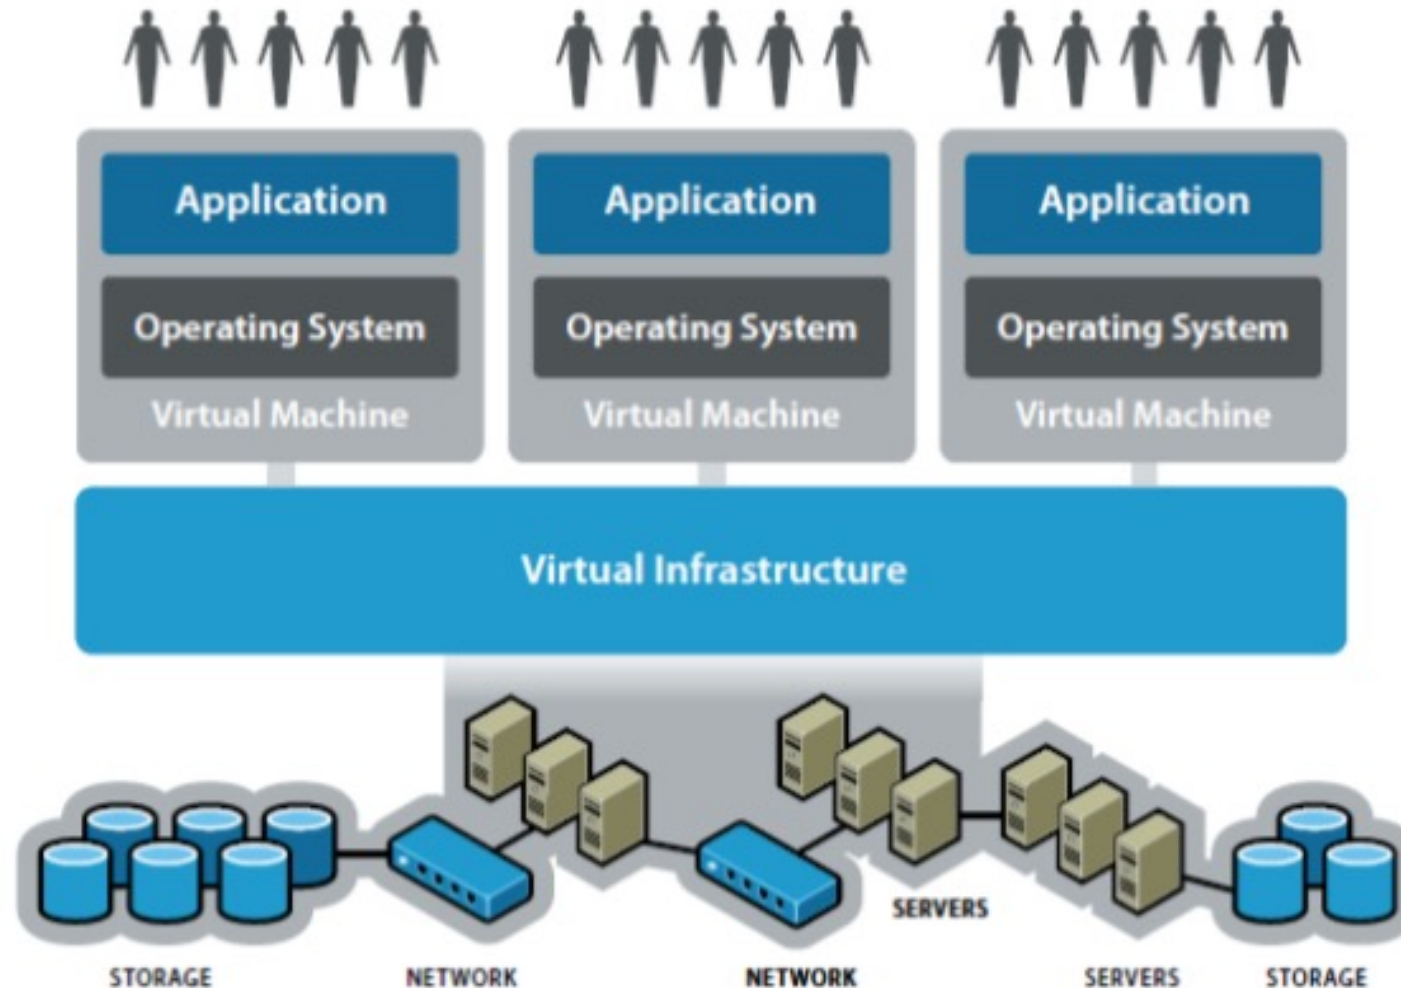 Application
Application
Application
Operating System
Operating System
Operating System
Virtual Machine
Virtual Machine
Virtual Machine
Virtual Infrastructure
SERVERS
STORAGE
NETWORK
NETWORK
SERVERS
STORAGE